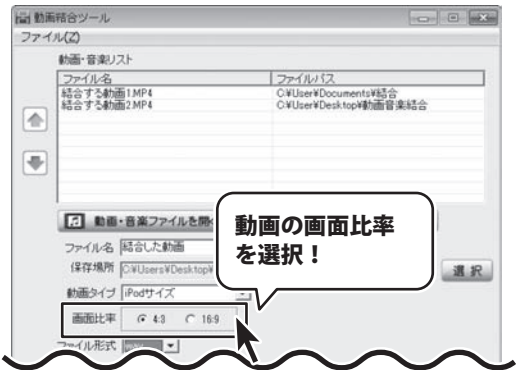 動画結合ツール
ファイル(Z)
動画・音楽リスト
ファイル名 ファイルパス
結合する動画1.MP4 C:¥User¥Documents¥結合
結合する動画2.MP4 C:¥User¥Desktop¥動画音楽結合
動画・音楽ファイルを開く
動画の画面比率
を選択！
ファイル名 結合した動画
保存場所 C:¥Users¥Desktop¥
選択
動画タイプ iPodサイズ
画面比率 4:3 16:9
ファイル形式